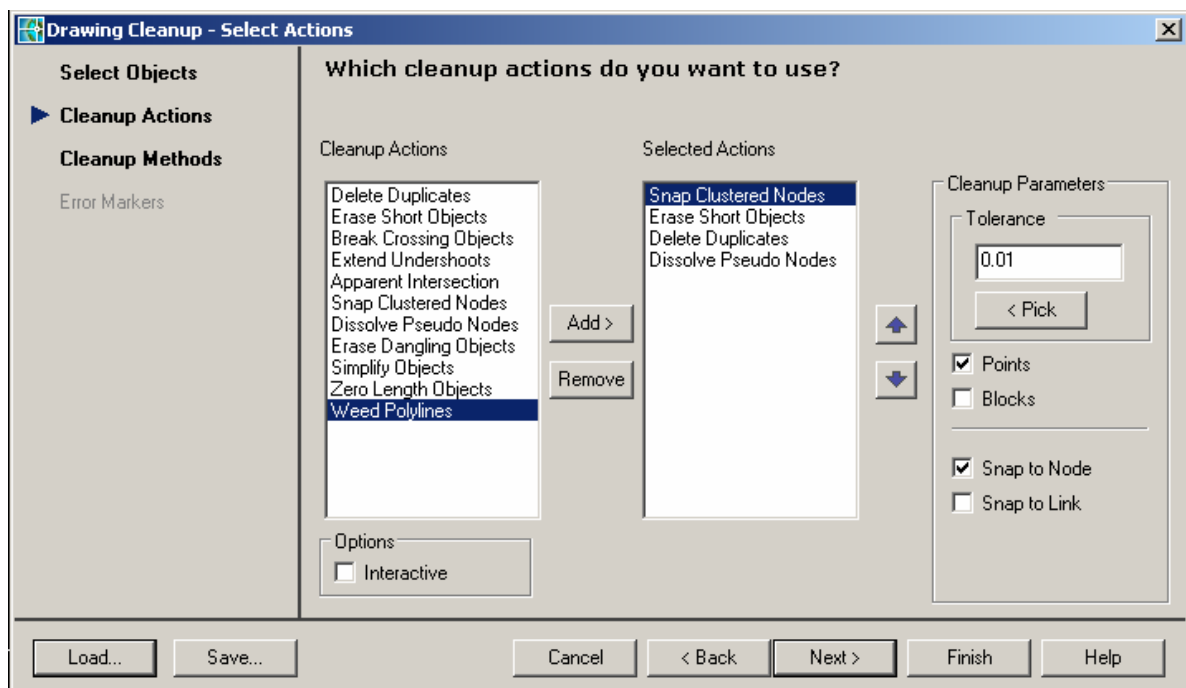 Drawing Cleanup - Select Actions
Select Objects
Cleanup Actions
Cleanup Methods
Error Markers
Which cleanup actions do you want to use?
Cleanup Actions
Delete Duplicates
Erase Short Objects
Break Crossing Objects
Extend Undershoots
Apparent Intersection
Snap Clustered Nodes
Dissolve Pseudo Nodes
Erase Dangling Objects
Simplify Objects
Zero Length Objects
Weed Polylines
Options
Interactive
Add >
Remove
Selected Actions
Snap Clustered Nodes
Erase Short Objects
Delete Duplicates
Dissolve Pseudo Nodes
Cleanup Parameters
Tolerance
0.01
< Pick
Points
Blocks
Snap to Node
Snap to Link
Load...
Save...
Cancel
< Back
Next >
Finish
Help